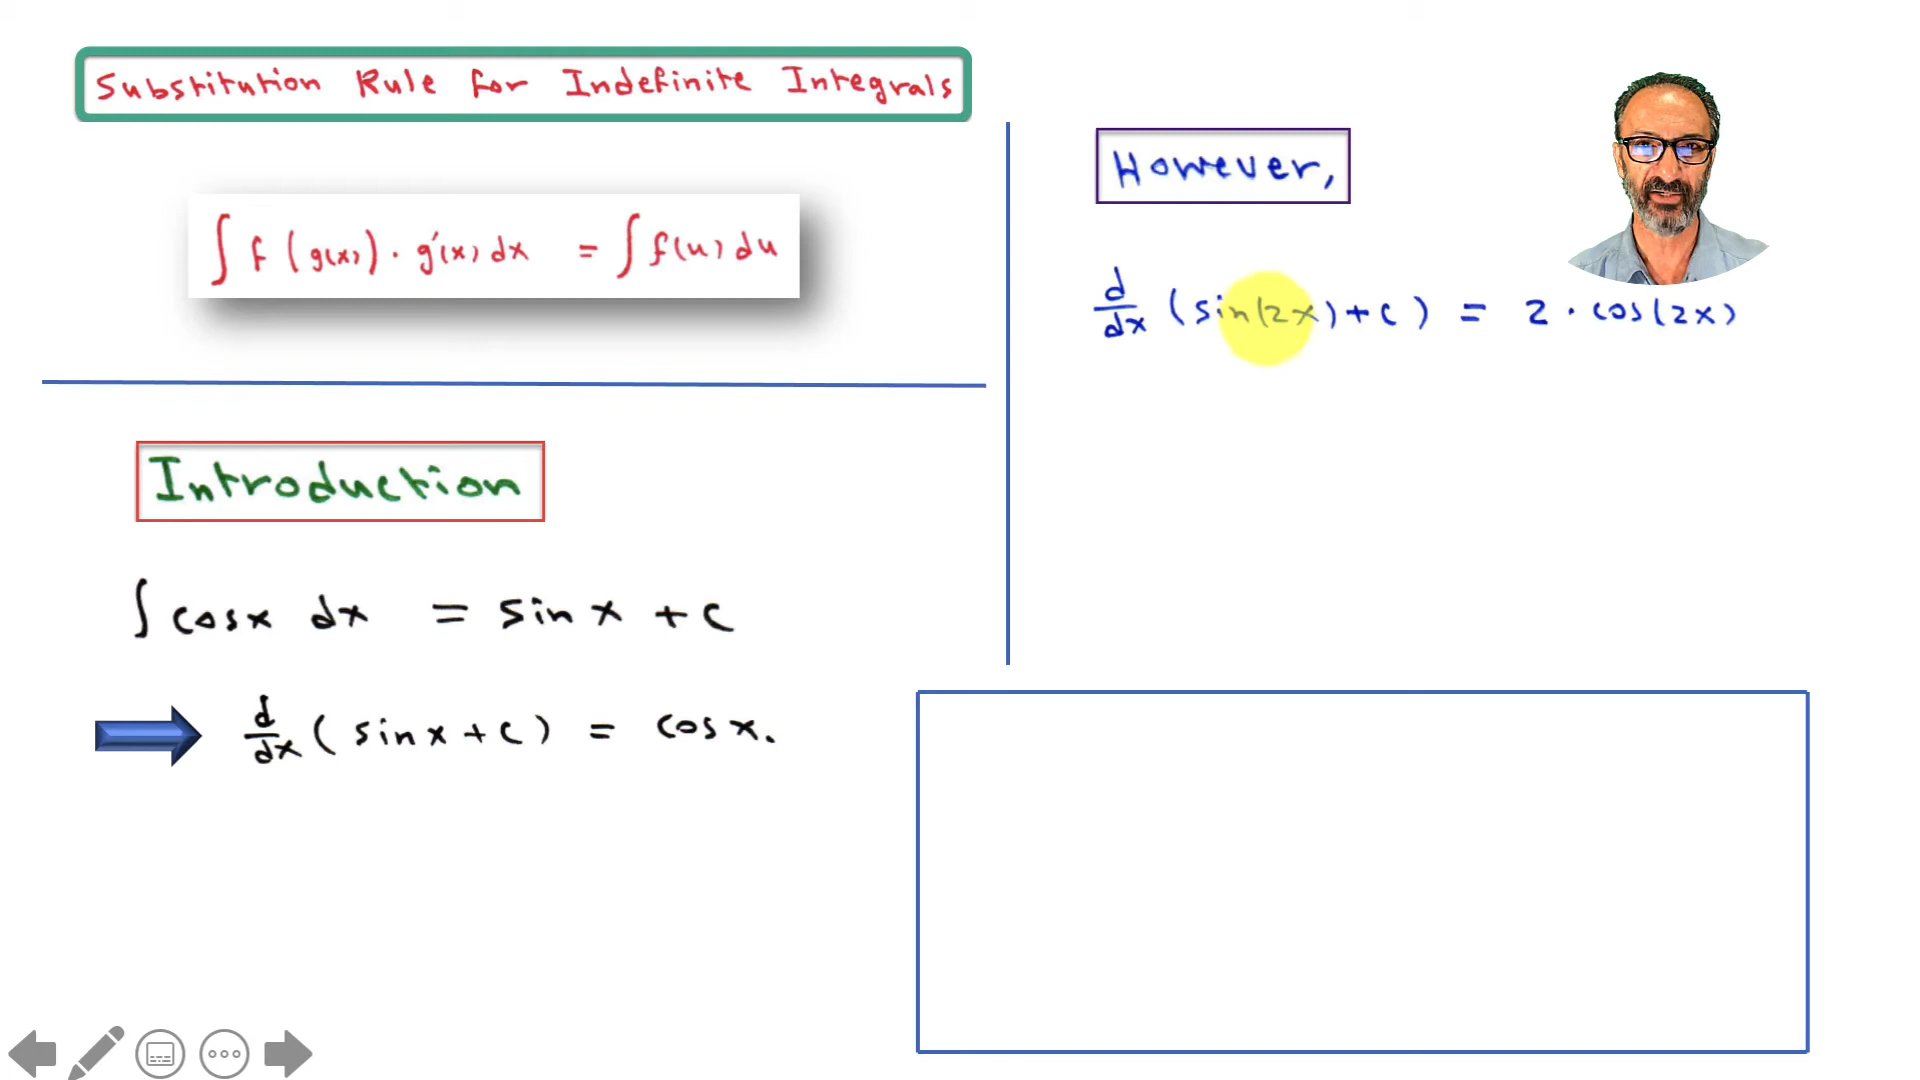 Substitution Rule for Indefinite Integrals
∫ f(g(x)) · g'(x) dx = ∫ f(u) du
Introduction
∫ cosx dx = sin x + c
d/dx (sin x + c) = cos x.
However,
d/dx (sin(2x) + c) = 2 · cos(2x)